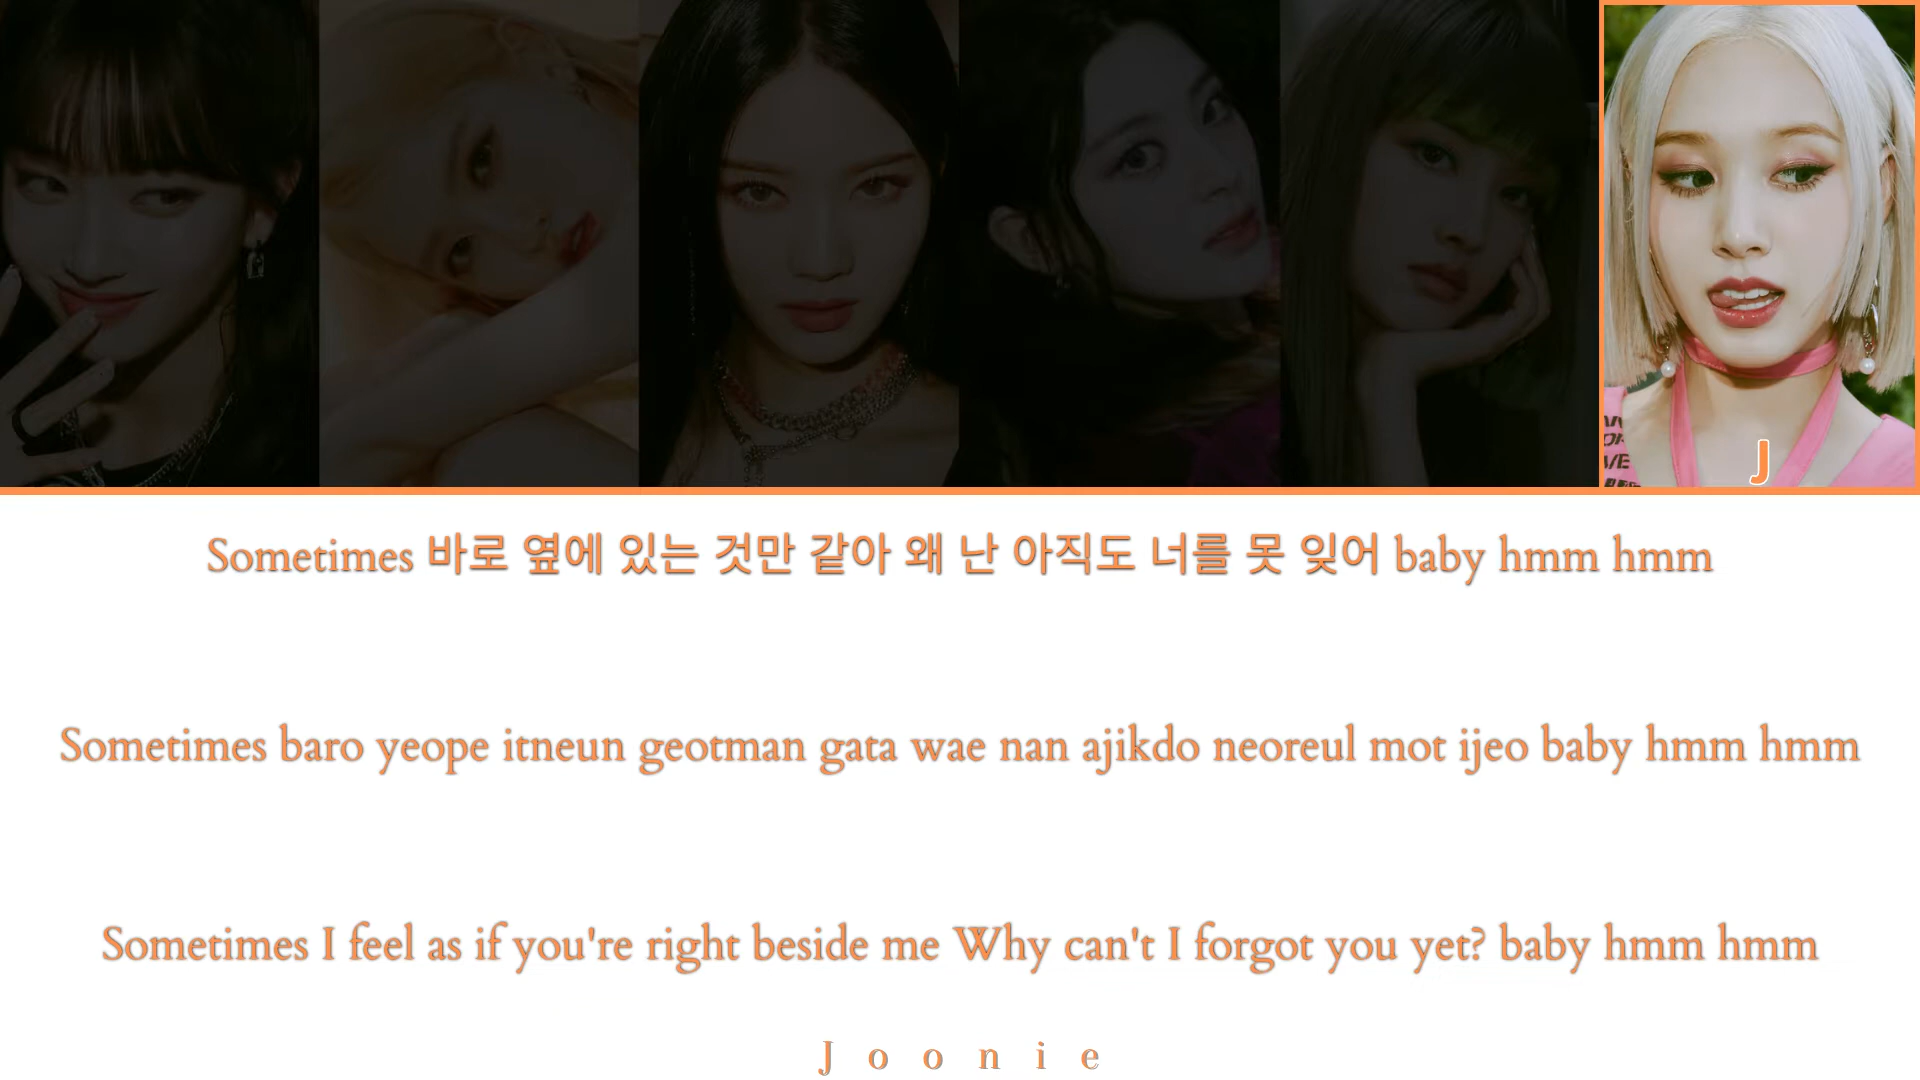 J
Sometimes 바로 옆에 있는 것만 같아 왜 난 아직도 너를 못 잊어 baby hmm hmm
Sometimes baro yeope itneun geotman gata wae nan ajikdo neoreul mot ijeo baby hmm hmm
Sometimes I feel as if you're right beside me Why can't I forgot you yet? baby hmm hmm
Joonie